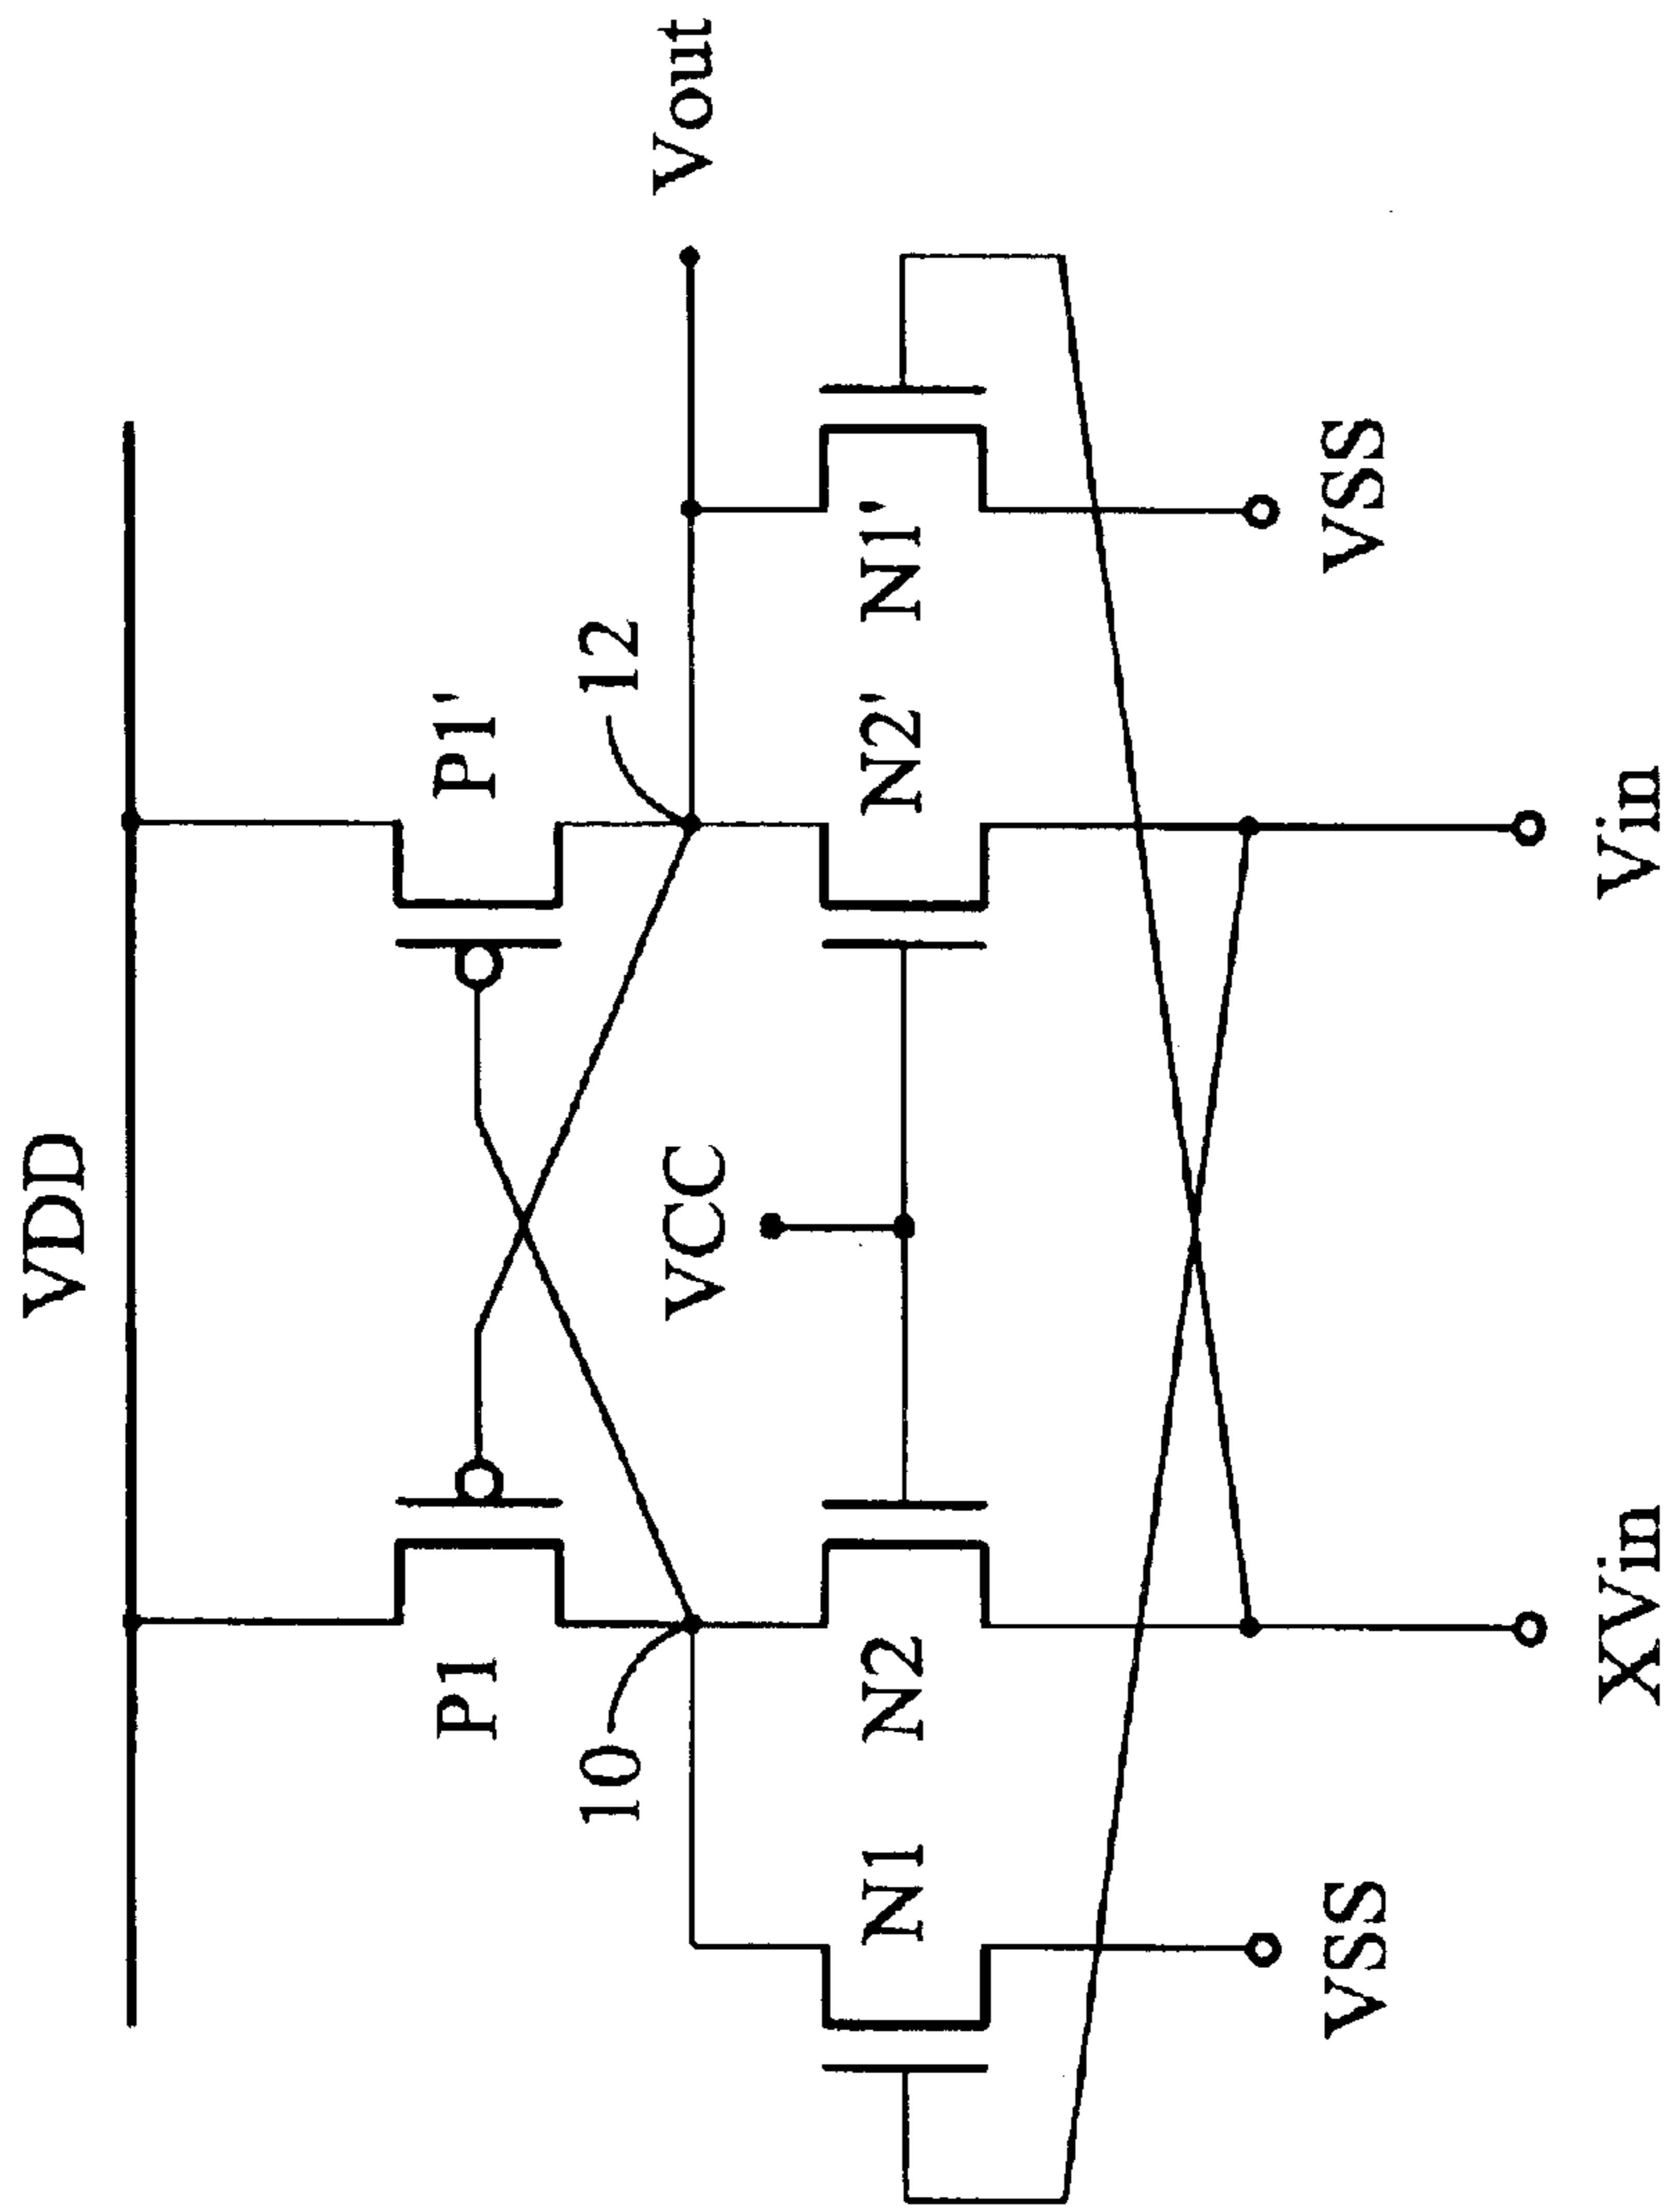 VDD
P1 P1'
10 12
VCC
Vout
N1 N2 N2' N1'
VSS VSS
XVin Vin